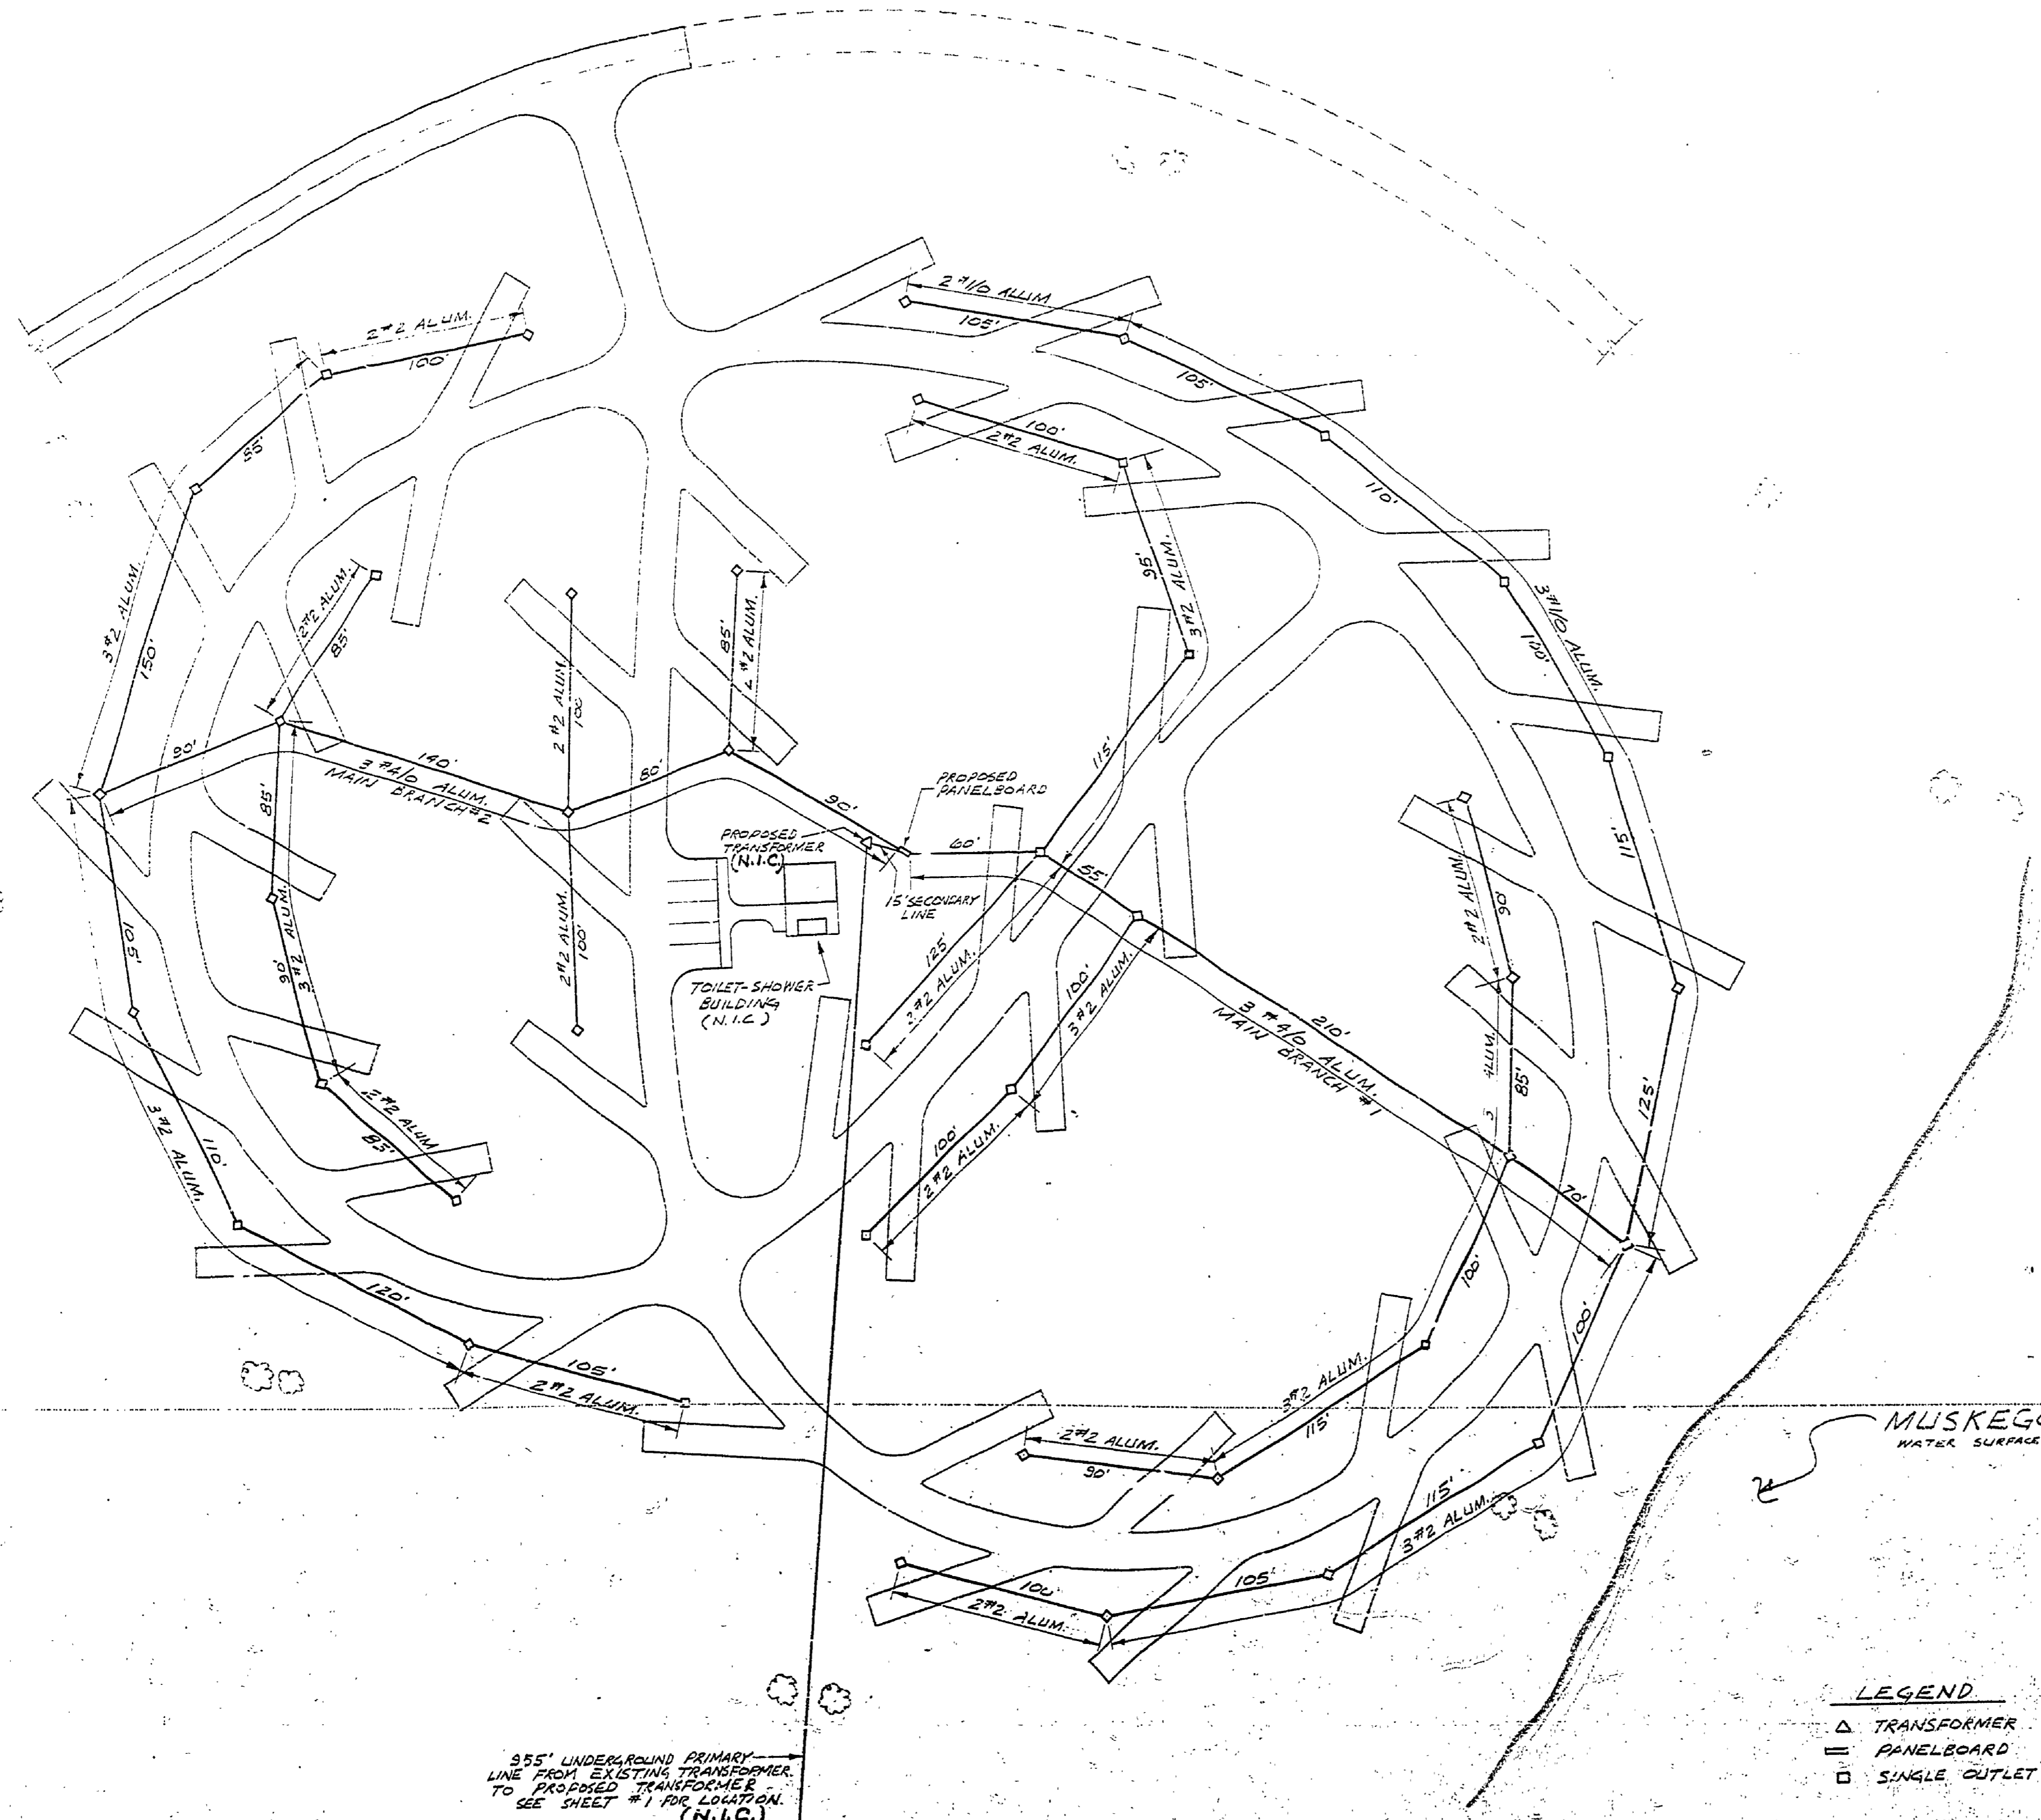 2 #1/0 ALUM
105'
2 #2 ALUM.
100'
105'
100'
2 #2 ALUM.
85'
110'
95'
3 #2 ALUM.
3 #2 ALUM.
150'
2 #2 ALUM.
85'
2 #2 ALUM
100'
85'
#2 ALUM.
100'
3 #1/0 ALUM.
90'
140'
3 #4/0 ALUM.
MAIN BRANCH #2
80'
90'
PROPOSED
PANELBOARD
PROPOSED
TRANSFORMER
(N.I.C.)
15' SECONDARY
LINE
60'
115'
55'
115'
85'
90'
3 #2 ALUM.
2 #2 ALUM.
100'
TOILET-SHOWER
BUILDING
(N.I.C.)
125'
2 #2 ALUM.
100'
3 #2 ALUM.
210'
3 #4/0 ALUM.
MAIN BRANCH #1
2 #2 ALUM
90'
3 ALUM.
85'
125'
70'
105'
110'
3 #2 ALUM.
2 #2 ALUM
85'
100'
2 #2 ALUM.
120'
105'
2 #2 ALUM.
100'
100'
3 #2 ALUM.
115'
2 #2 ALUM.
90'
115'
3 #2 ALUM.
105'
100'
2 #2 ALUM.
MUSKEGO
WATER SURFACE
955' UNDERGROUND PRIMARY
LINE FROM EXISTING TRANSFORMER
TO PROPOSED TRANSFORMER
SEE SHEET #1 FOR LOCATION.
(N.I.C.)
LEGEND
TRANSFORMER
PANELBOARD
SINGLE OUTLET